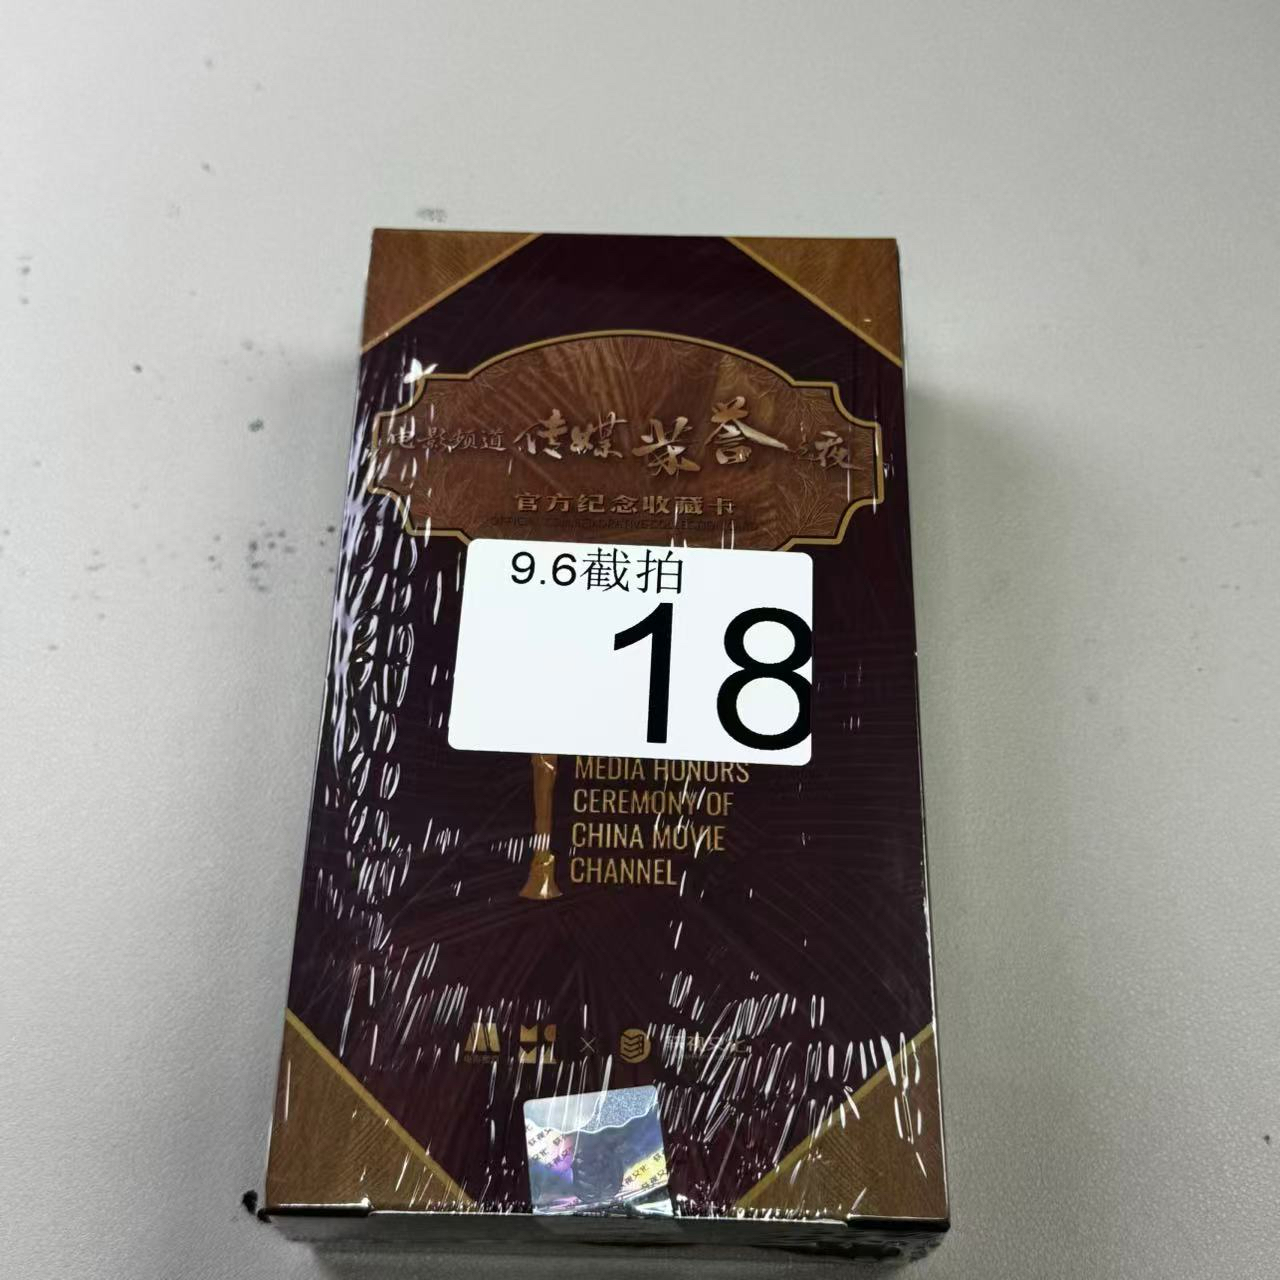 电影频道 传媒荣誉之夜
官方纪念收藏卡
9.6截拍
18
MEDIA HONORS
CEREMONY OF
CHINA MOVIE
CHANNEL
×